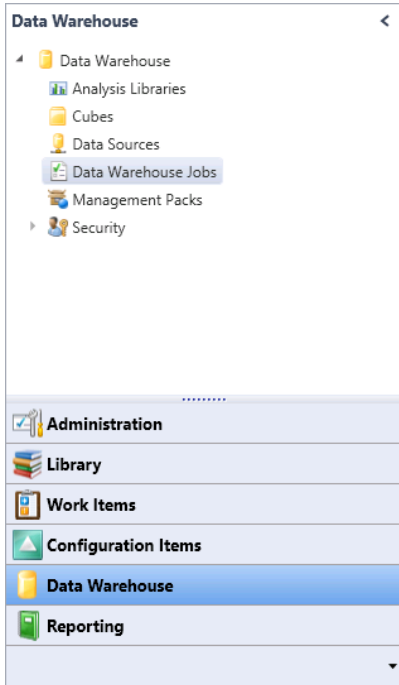 Data Warehouse
Data Warehouse
Analysis Libraries
Cubes
Data Sources
Data Warehouse Jobs
Management Packs
Security
Administration
Library
Work Items
Configuration Items
Data Warehouse
Reporting